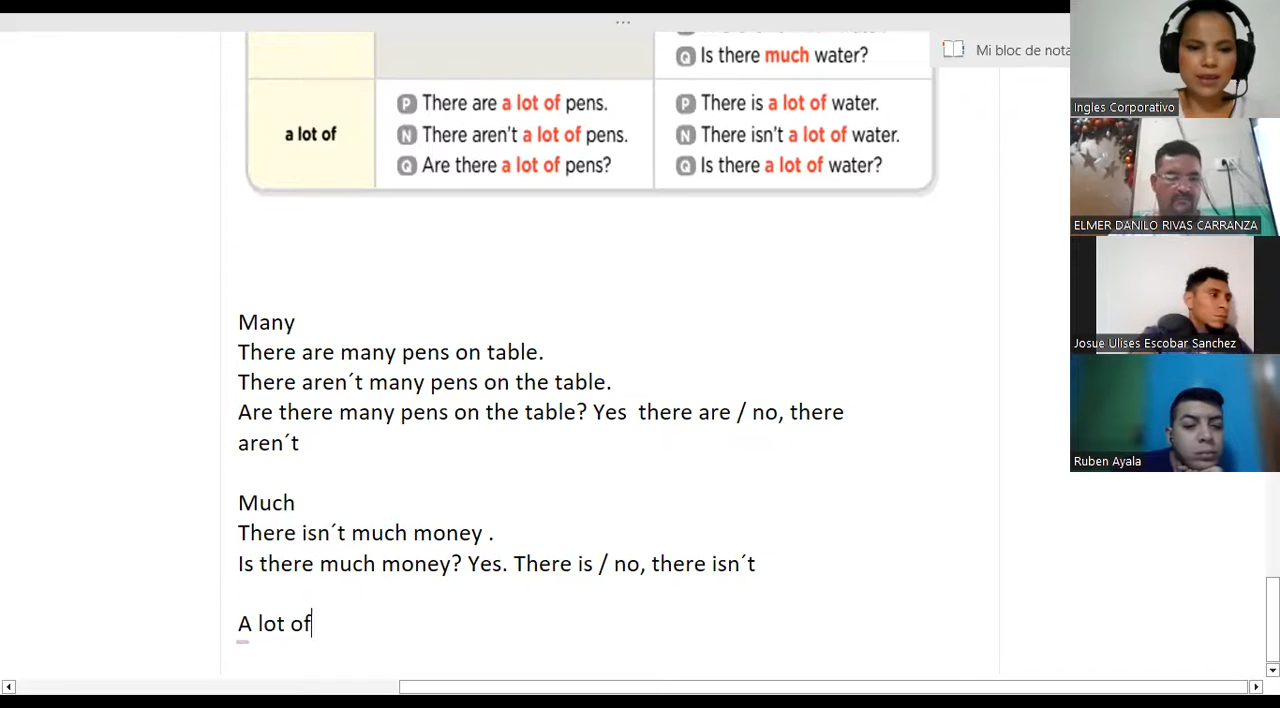 ...
Mi bloc de nota
Q Is there much water?
P There are a lot of pens.
P There is a lot of water.
a lot of
N There aren't a lot of pens.
N There isn't a lot of water.
Q Are there a lot of pens?
Q Is there a lot of water?
Many
There are many pens on table.
There aren´t many pens on the table.
Are there many pens on the table? Yes  there are / no, there
aren´t
Much
There isn´t much money .
Is there much money? Yes. There is / no, there isn´t
A lot of
Ingles Corporativo
ELMER DANILO RIVAS CARRANZA
Josue Ulises Escobar Sanchez
Ruben Ayala